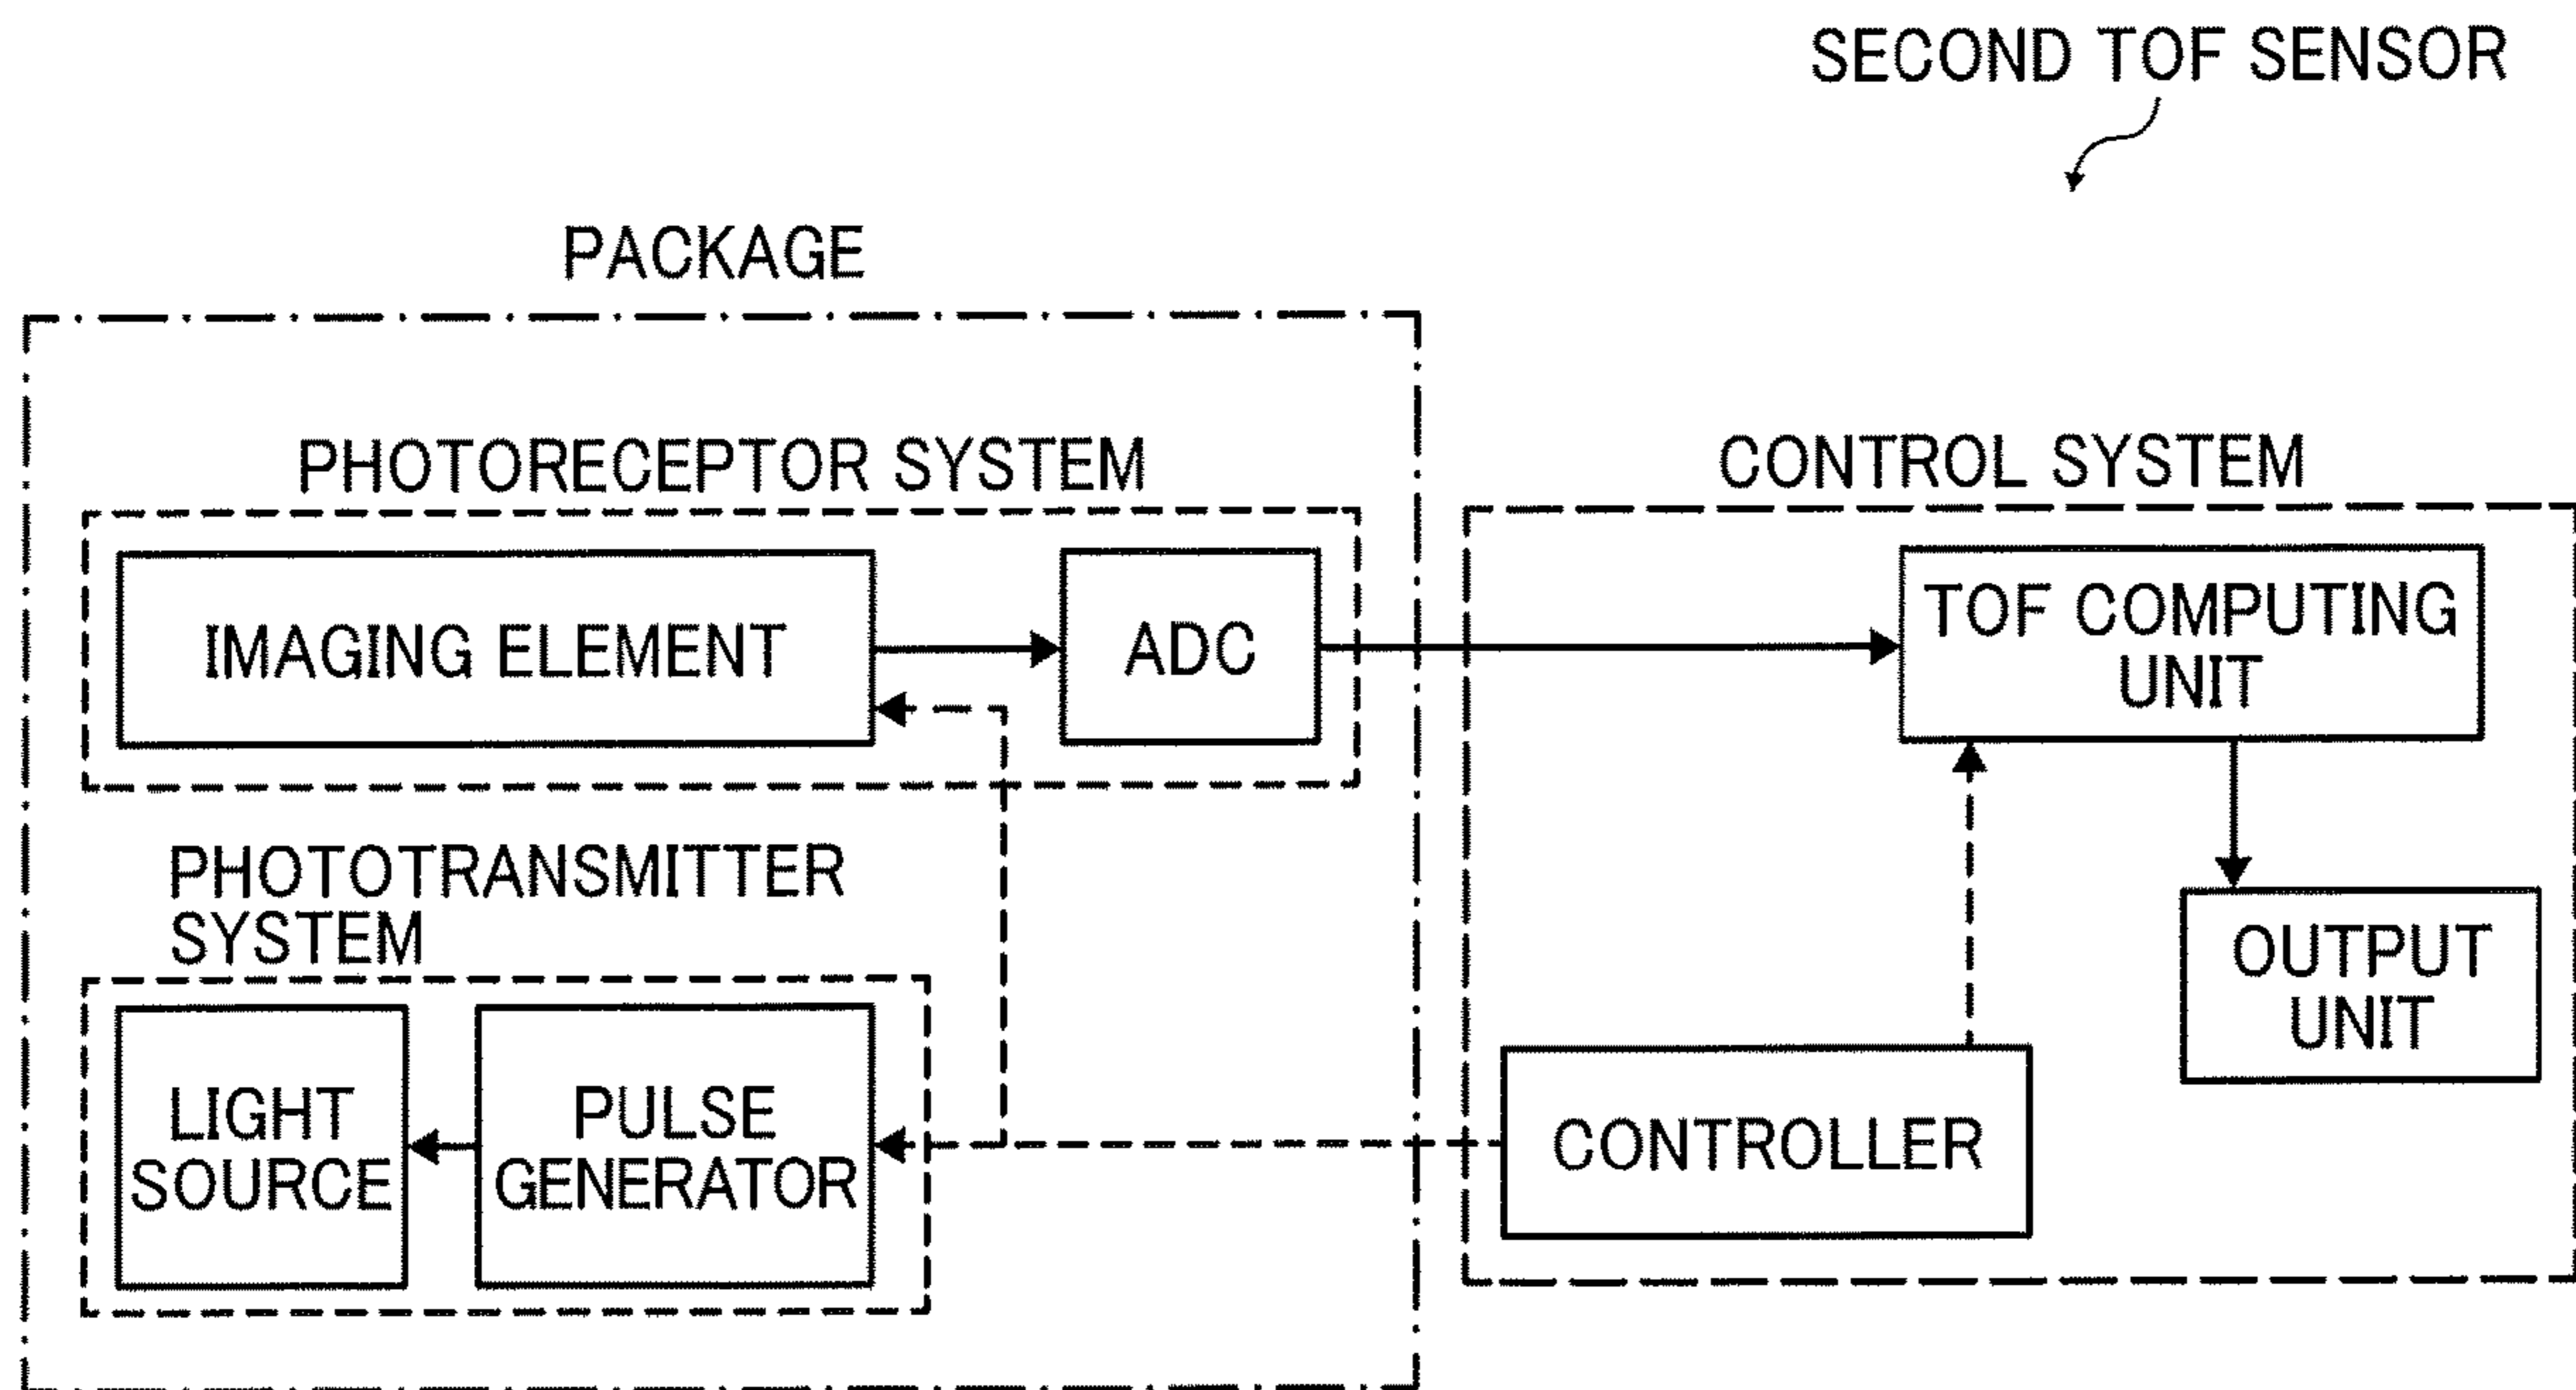 SECOND TOF SENSOR
PACKAGE
PHOTORECEPTOR SYSTEM
IMAGING ELEMENT
ADC
CONTROL SYSTEM
TOF COMPUTING
UNIT
PHOTOTRANSMITTER
SYSTEM
LIGHT
SOURCE
PULSE
GENERATOR
CONTROLLER
OUTPUT
UNIT